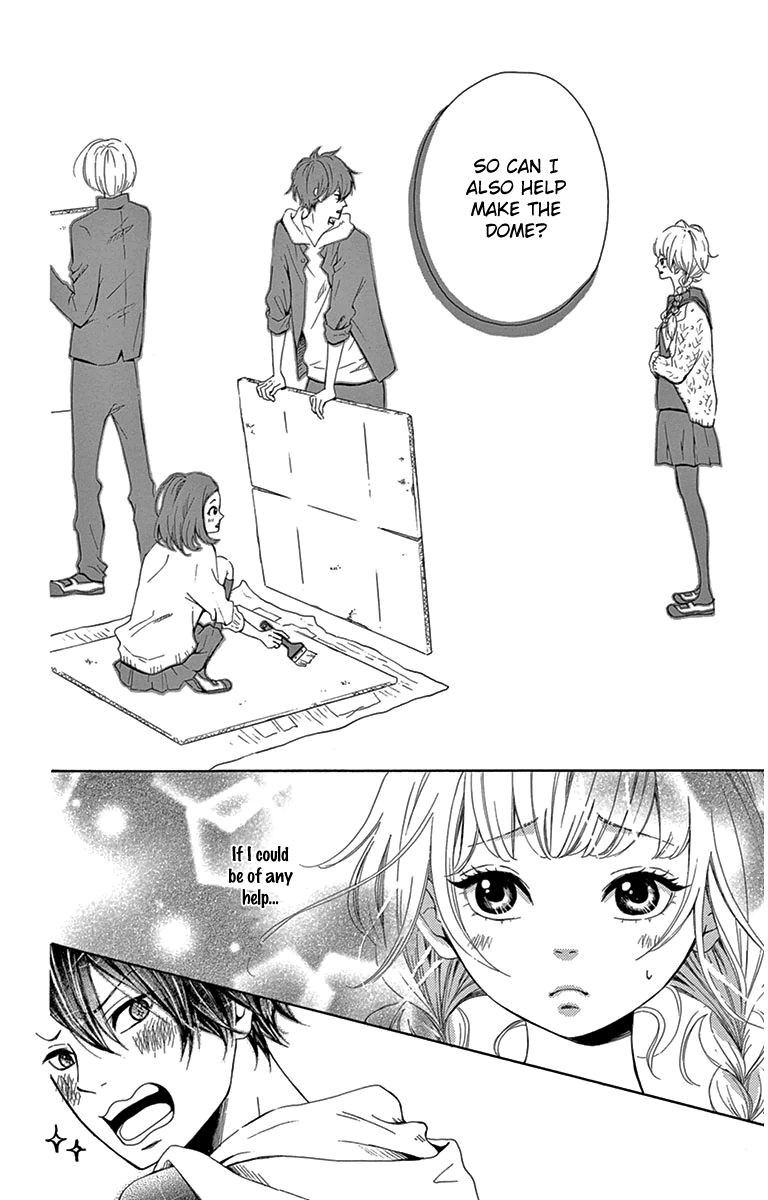 SO CAN I
ALSO HELP
MAKE THE
DOME?
If I could
be of any
help...